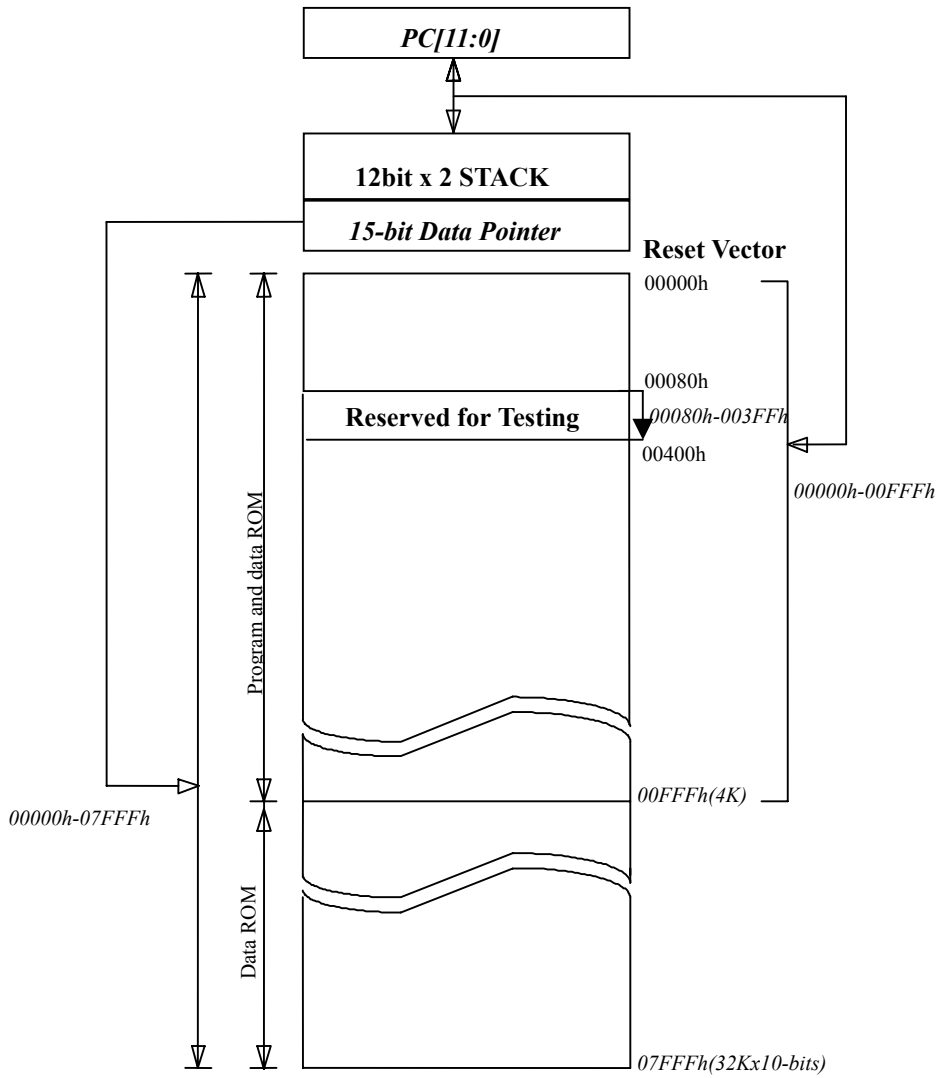 PC[11:0]
12bit x 2 STACK
15-bit Data Pointer
Reset Vector
00000h
00080h
Reserved for Testing
00080h-003FFh
00400h
00000h-00FFFh
Program and data ROM
00FFFh(4K)
00000h-07FFFh
Data ROM
07FFFh(32Kx10-bits)